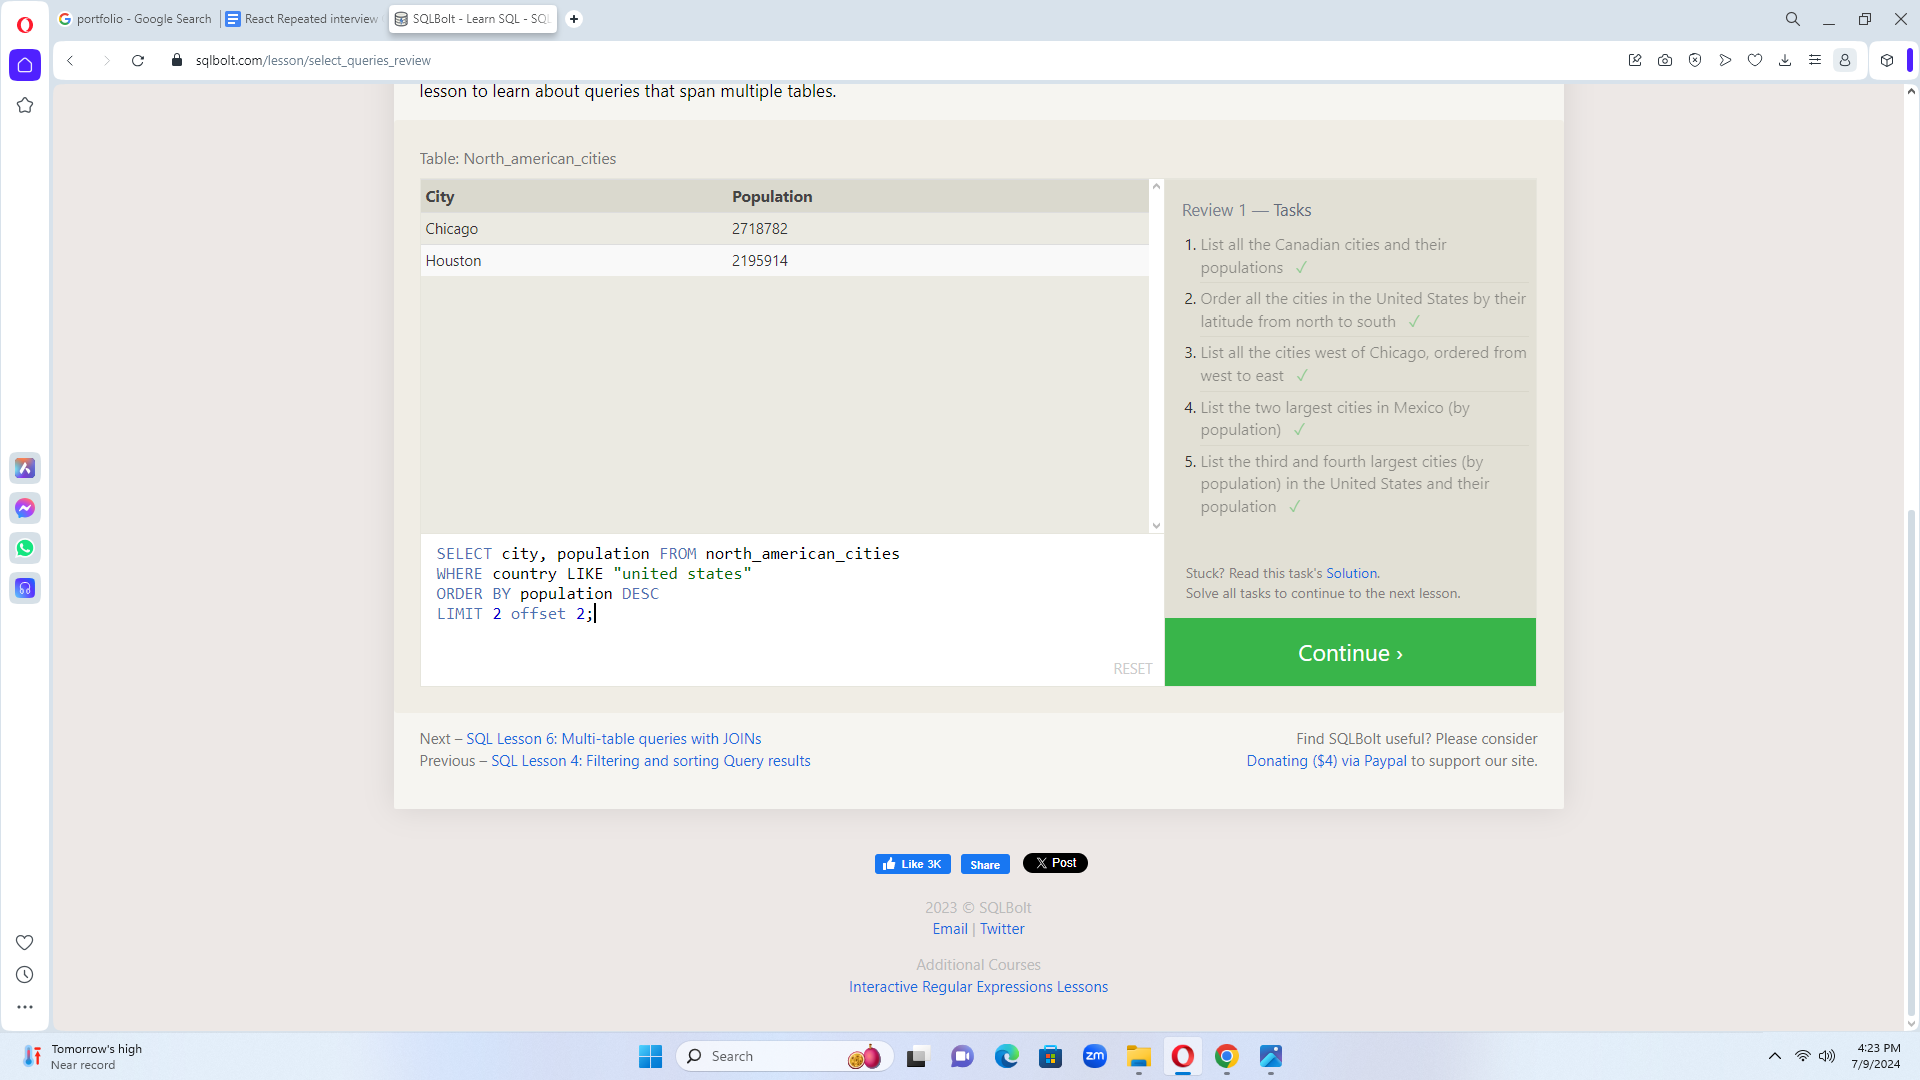 portfolio - Google Search
React Repeated interview
SQLBolt - Learn SQL - SQL
sqlbolt.com/lesson/select_queries_review
lesson to learn about queries that span multiple tables.
Table: North_american_cities
City Population
Chicago 2718782
Houston 2195914
SELECT city, population FROM north_american_cities
WHERE country LIKE "united states"
ORDER BY population DESC
LIMIT 2 offset 2;
RESET
Review 1 — Tasks
1. List all the Canadian cities and their
populations ✓
2. Order all the cities in the United States by their
latitude from north to south ✓
3. List all the cities west of Chicago, ordered from
west to east ✓
4. List the two largest cities in Mexico (by
population) ✓
5. List the third and fourth largest cities (by
population) in the United States and their
population ✓
Stuck? Read this task's Solution.
Solve all tasks to continue to the next lesson.
Continue ›
Next – SQL Lesson 6: Multi-table queries with JOINs
Previous – SQL Lesson 4: Filtering and sorting Query results
Find SQLBolt useful? Please consider
Donating ($4) via Paypal to support our site.
Like 3K
Share
X Post
2023 © SQLBolt
Email | Twitter
Additional Courses
Interactive Regular Expressions Lessons
Tomorrow's high
Near record
Search
zm
4:23 PM
7/9/2024